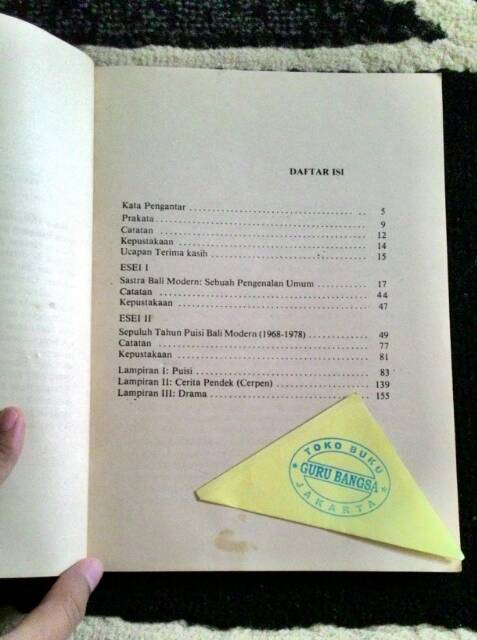 DAFTAR ISI
Kata Pengantar ........................................ 5
Prakata ........................................ 9
Catatan ........................................ 12
Kepustakaan ........................................ 14
Ucapan Terima kasih ........................................ 15
ESEI I
Sastra Bali Modern: Sebuah Pengenalan Umum .............. 17
Catatan ........................................ 44
Kepustakaan ........................................ 47
ESEI II
Sepuluh Tahun Puisi Bali Modern (1968-1978) .............. 49
Catatan ........................................ 77
Kepustakaan ........................................ 81
Lampiran I: Puisi ........................................ 83
Lampiran II: Cerita Pendek (Cerpen) ........................ 139
Lampiran III: Drama ........................................ 155
TOKO BUKU
GURU BANGSA
JAKARTA